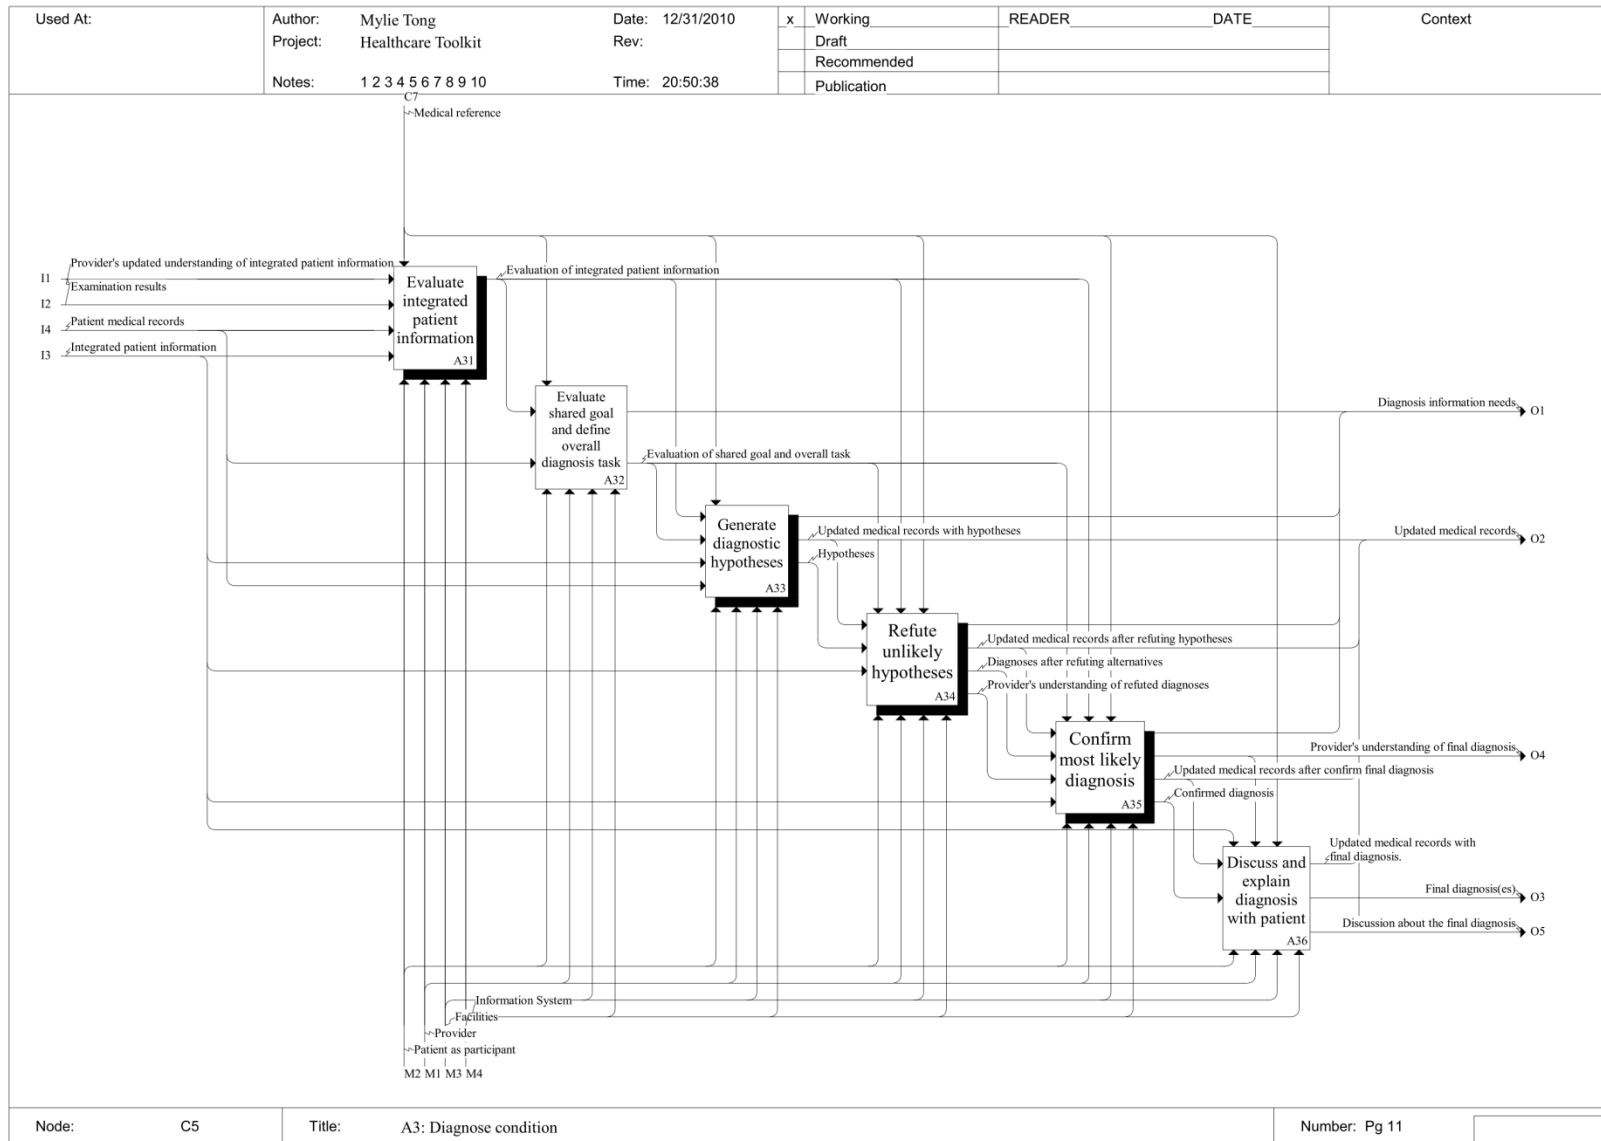 Used At:
Author: Mylie Tong
Date: 12/31/2010
x Working
READER
DATE
Context
Project: Healthcare Toolkit
Rev:
Draft
Recommended
Notes: 1 2 3 4 5 6 7 8 9 10
Time: 20:50:38
Publication
C7
Medical reference
I1
Provider's updated understanding of integrated patient information
I2
Examination results
I4
Patient medical records
I3
Integrated patient information
Evaluate
integrated
patient
information
A31
Evaluation of integrated patient information
Evaluate
shared goal
and define
overall
diagnosis task
A32
Diagnosis information needs
O1
Evaluation of shared goal and overall task
Generate
diagnostic
hypotheses
A33
Updated medical records with hypotheses
Hypotheses
Updated medical records
O2
Refute
unlikely
hypotheses
A34
Updated medical records after refuting hypotheses
Diagnoses after refuting alternatives
Provider's understanding of refuted diagnoses
Confirm
most likely
diagnosis
A35
Provider's understanding of final diagnosis
O4
Updated medical records after confirm final diagnosis
Confirmed diagnosis
Discuss and
explain
diagnosis
with patient
A36
Updated medical records with
final diagnosis.
Final diagnosis(es)
O3
Discussion about the final diagnosis
O5
Information System
Facilities
Provider
Patient as participant
M2 M1 M3 M4
Node: C5
Title: A3: Diagnose condition
Number: Pg 11